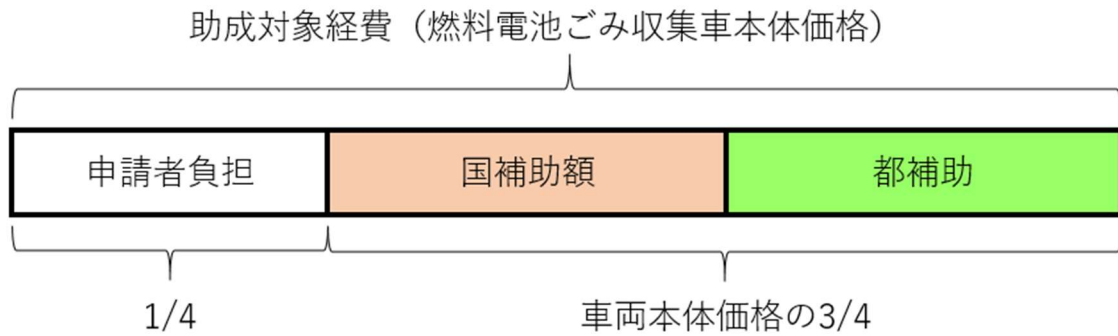 助成対象経費（燃料電池ごみ収集車本体価格）
申請者負担 国補助額 都補助
1/4 車両本体価格の3/4